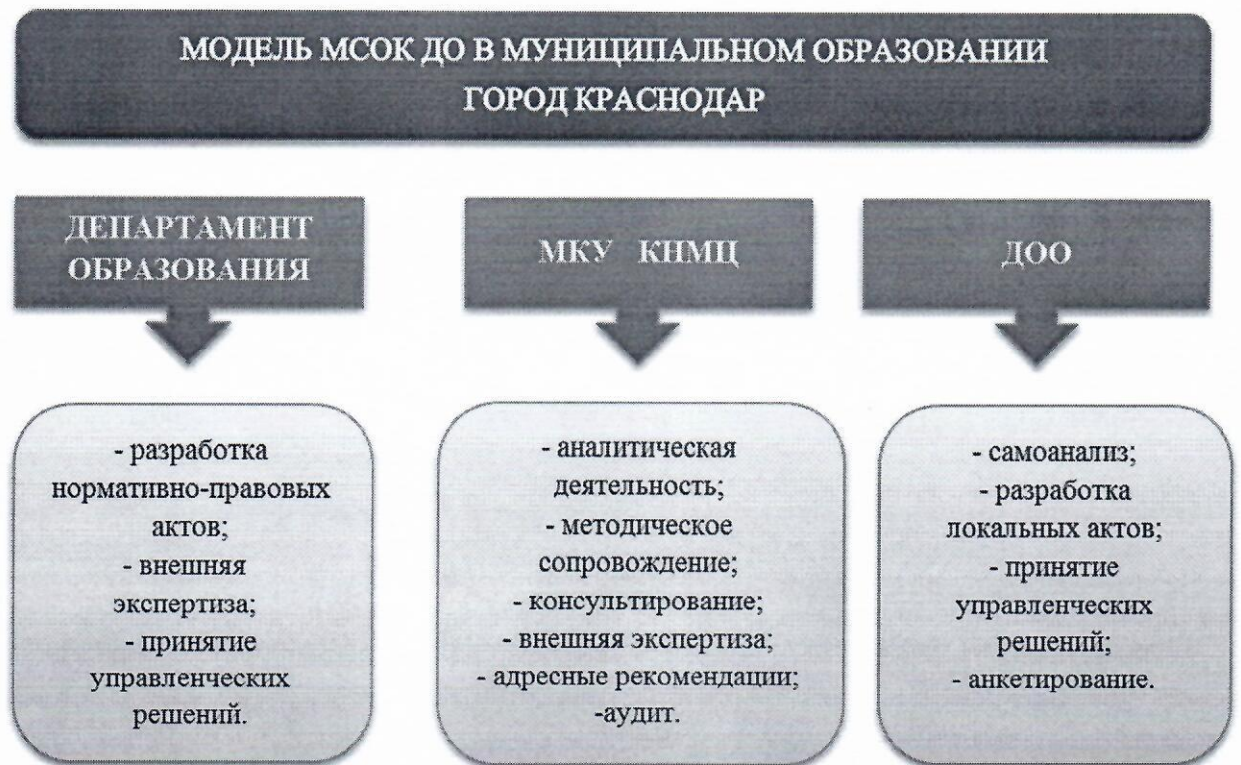 МОДЕЛЬ МСОК ДО В МУНИЦИПАЛЬНОМ ОБРАЗОВАНИИ
ГОРОД КРАСНОДАР
ДЕПАРТАМЕНТ
ОБРАЗОВАНИЯ
- разработка
нормативно-правовых
актов;
- внешняя
экспертиза;
- принятие
управленческих
решений.
МКУ КНМЦ
- аналитическая
деятельность;
- методическое
сопровождение;
- консультирование;
- внешняя экспертиза;
- адресные рекомендации;
-аудит.
ДОО
- самоанализ;
- разработка
локальных актов;
- принятие
управленческих
решений;
- анкетирование.